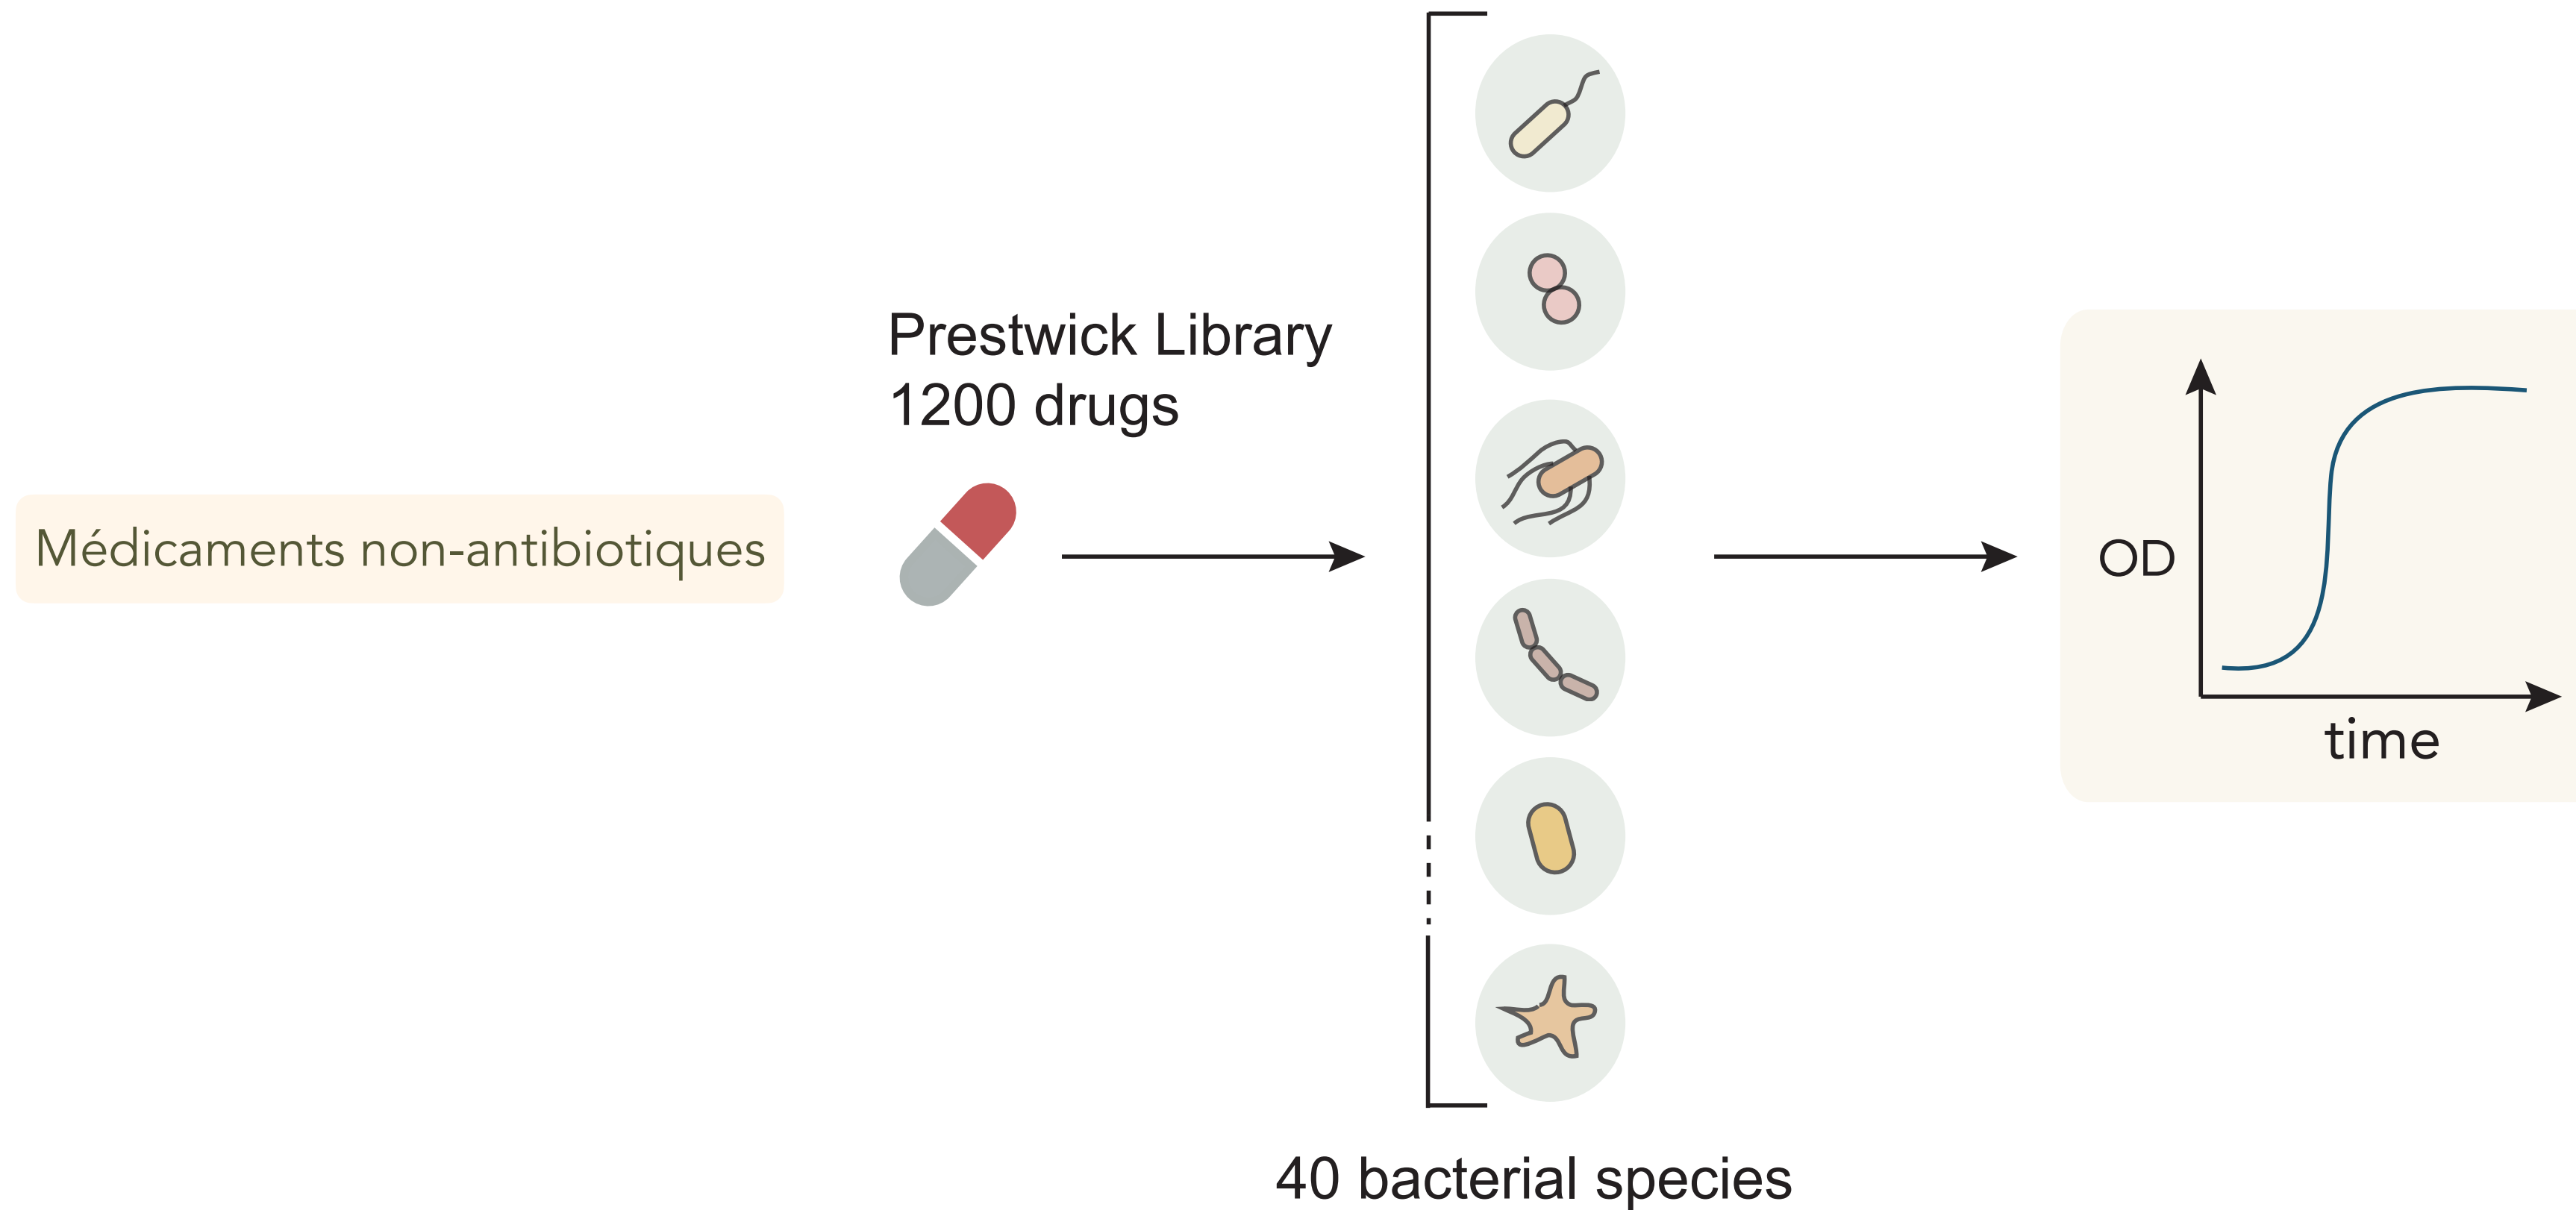 Médicaments non-antibiotiques
Prestwick Library
1200 drugs
40 bacterial species
OD
time